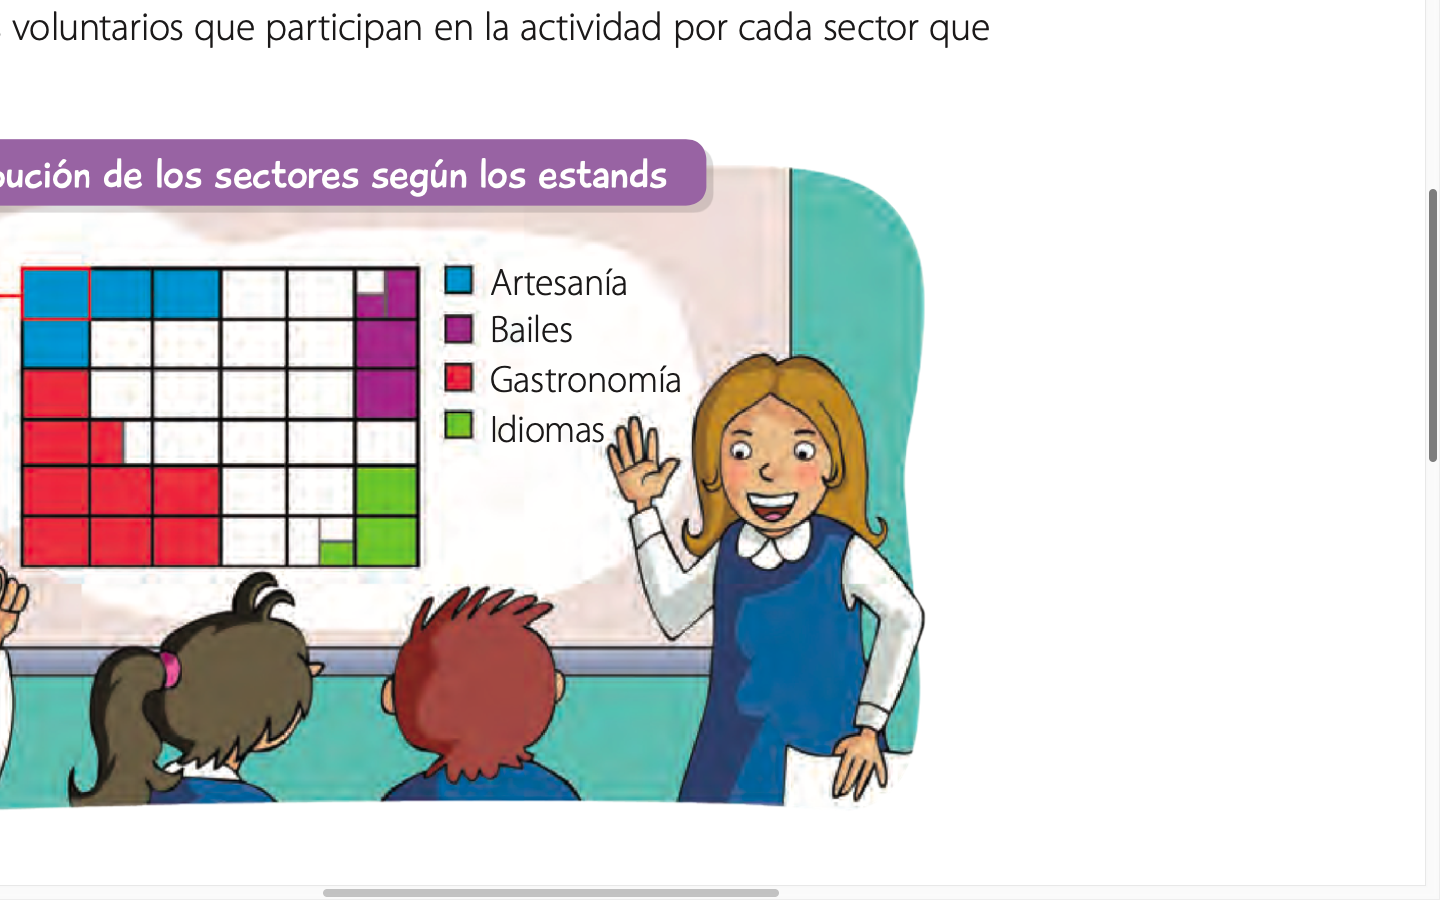 voluntarios que participan en la actividad por cada sector que
de los sectores según los estands
Artesanía
Bailes
Gastronomía
Idiomas